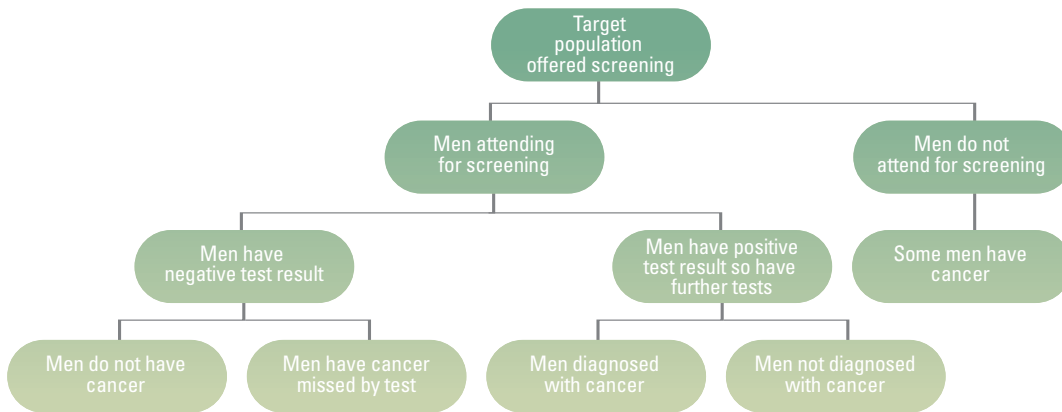 Target
population
offered screening
Men attending
for screening
Men do not
attend for screening
Men have
negative test result
Men have positive
test result so have
further tests
Some men have
cancer
Men do not have
cancer
Men have cancer
missed by test
Men diagnosed
with cancer
Men not diagnosed
with cancer